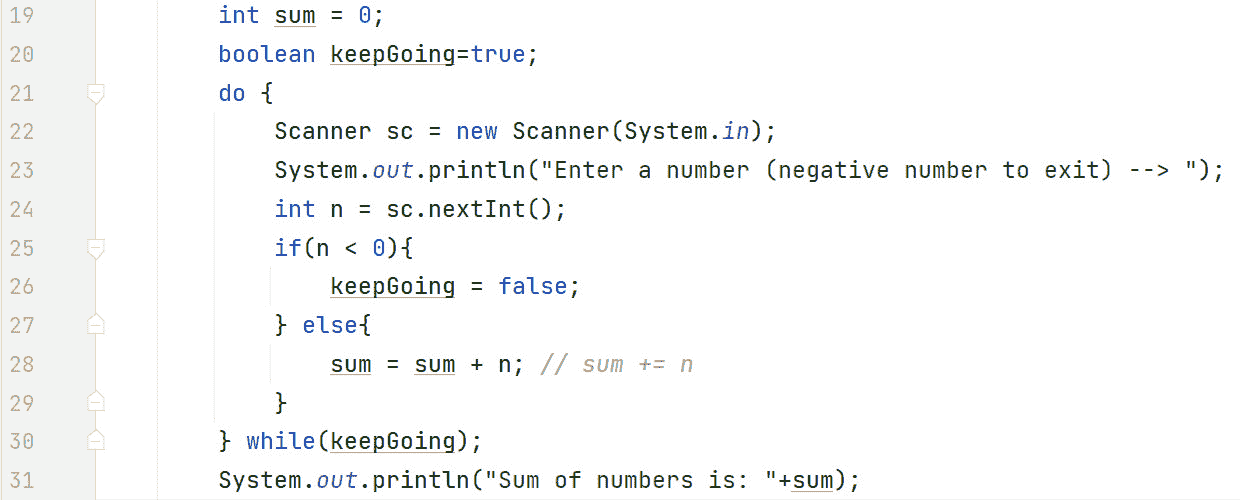 19 int sum = 0;
20 boolean keepGoing=true;
21 do {
22 Scanner sc = new Scanner(System.in);
23 System.out.println("Enter a number (negative number to exit) --> ");
24 int n = sc.nextInt();
25 if(n < 0){
26 keepGoing = false;
27 } else{
28 sum = sum + n; // sum += n
29 }
30 } while(keepGoing);
31 System.out.println("Sum of numbers is: "+sum);